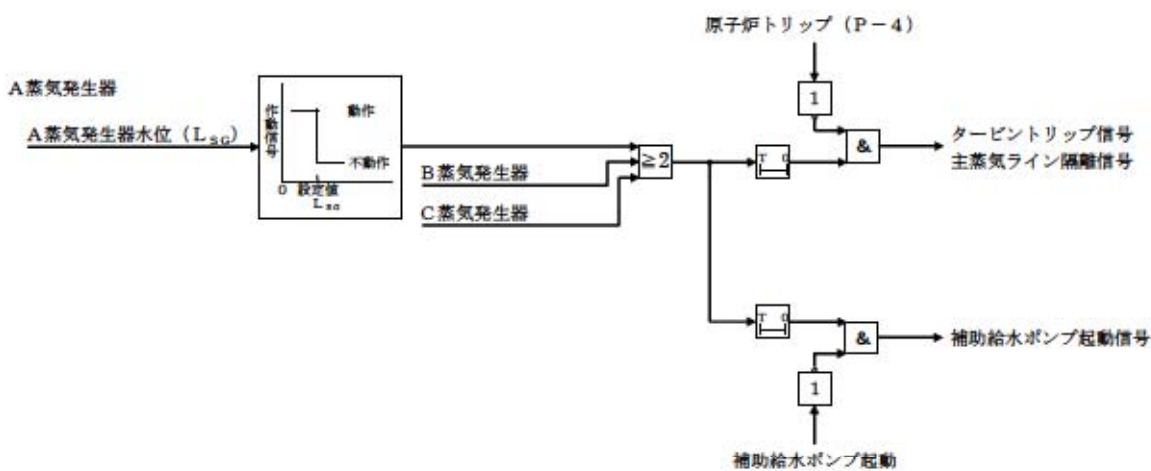 原子炉トリップ（P－4）
A蒸気発生器
A蒸気発生器水位（L_SG）
作動信号
動作
不動作
0 設定値
L_SG
B蒸気発生器
C蒸気発生器
≧2
1
T 0
&
タービントリップ信号
主蒸気ライン隔離信号
T 0
&
補助給水ポンプ起動信号
1
補助給水ポンプ起動